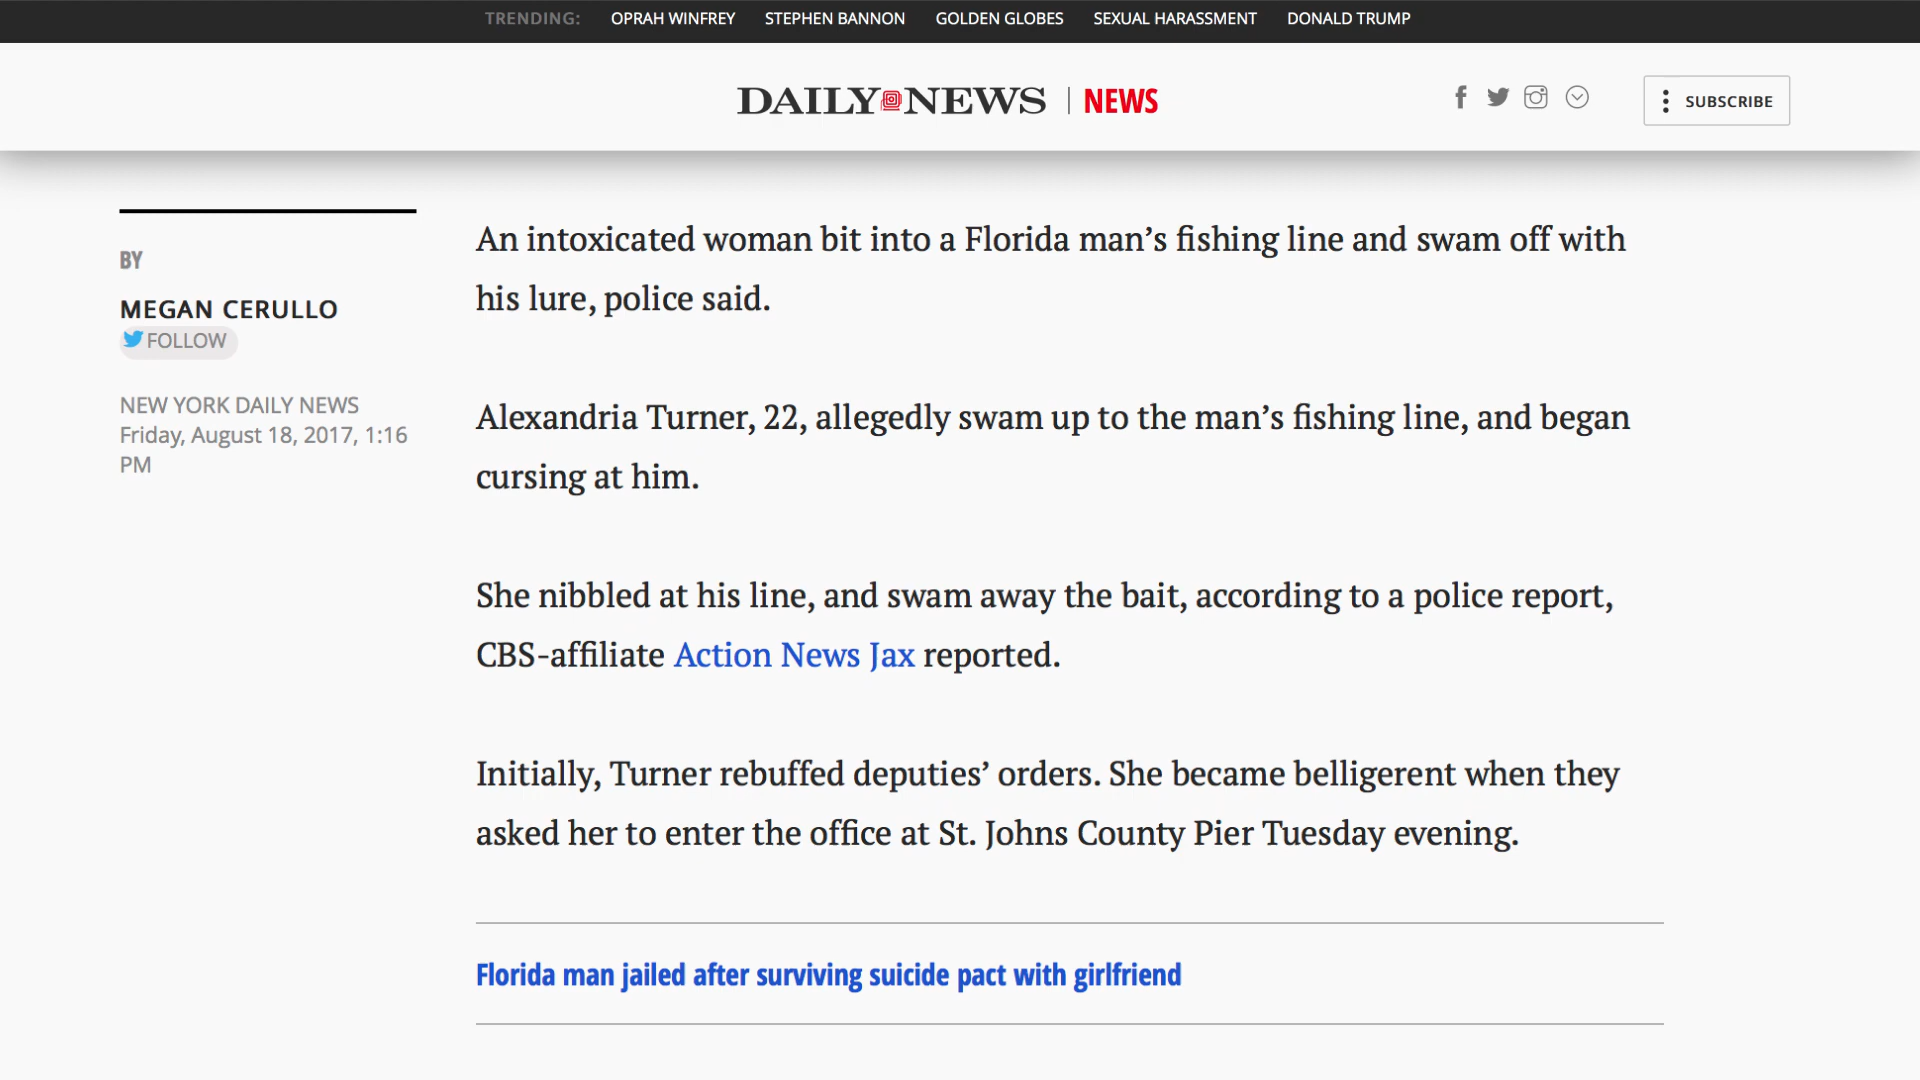 TRENDING: OPRAH WINFREY STEPHEN BANNON GOLDEN GLOBES SEXUAL HARASSMENT DONALD TRUMP
DAILY NEWS | NEWS
SUBSCRIBE
BY
MEGAN CERULLO
FOLLOW
NEW YORK DAILY NEWS
Friday, August 18, 2017, 1:16
PM
An intoxicated woman bit into a Florida man’s fishing line and swam off with
his lure, police said.
Alexandria Turner, 22, allegedly swam up to the man’s fishing line, and began
cursing at him.
She nibbled at his line, and swam away the bait, according to a police report,
CBS-affiliate Action News Jax reported.
Initially, Turner rebuffed deputies’ orders. She became belligerent when they
asked her to enter the office at St. Johns County Pier Tuesday evening.
Florida man jailed after surviving suicide pact with girlfriend